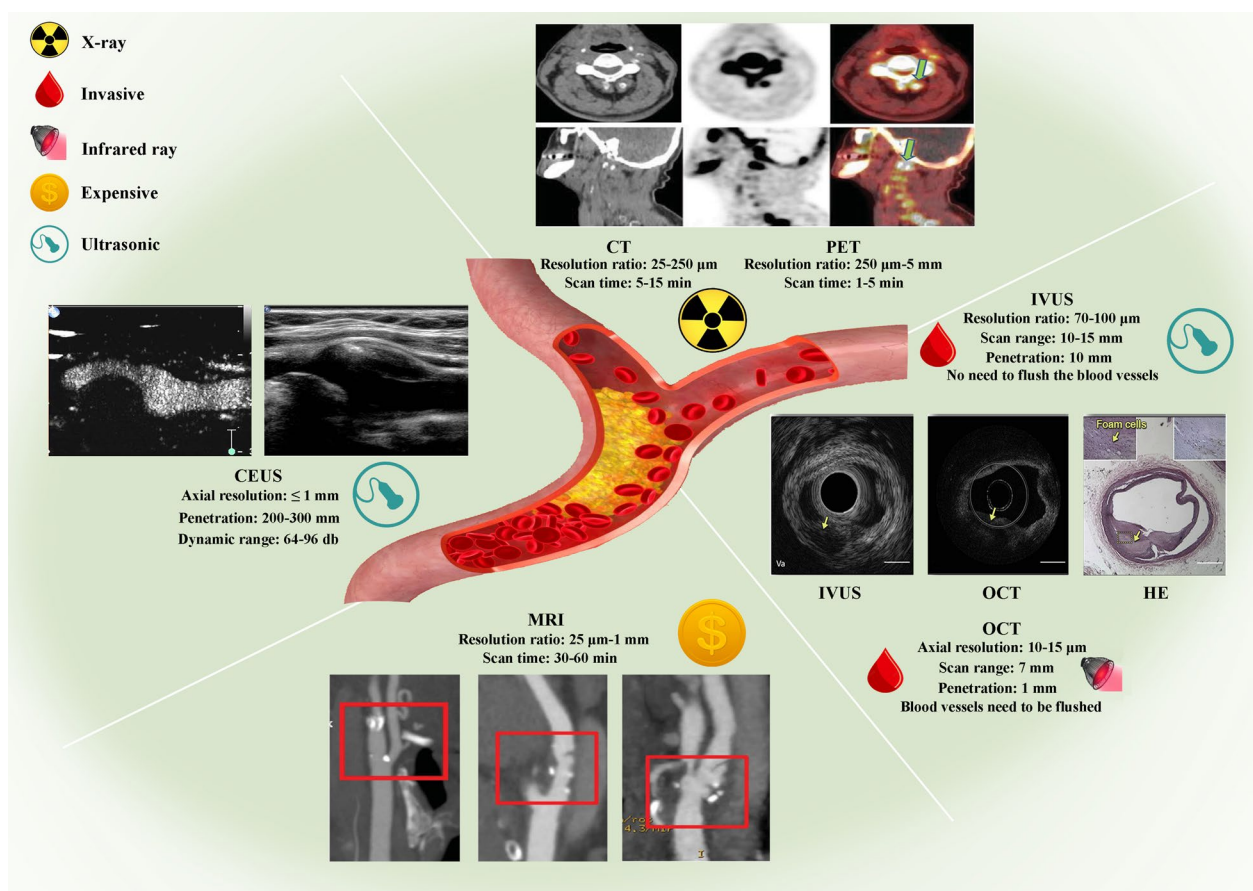 X-ray
Invasive
Infrared ray
Expensive
Ultrasonic
CT
Resolution ratio: 25-250 μm
Scan time: 5-15 min
PET
Resolution ratio: 250 μm-5 mm
Scan time: 1-5 min
IVUS
Resolution ratio: 70-100 μm
Scan range: 10-15 mm
Penetration: 10 mm
No need to flush the blood vessels
CEUS
Axial resolution: ≤ 1 mm
Penetration: 200-300 mm
Dynamic range: 64-96 db
Foam cells
Va
IVUS
OCT
HE
OCT
Axial resolution: 10-15 μm
Scan range: 7 mm
Penetration: 1 mm
Blood vessels need to be flushed
MRI
Resolution ratio: 25 μm-1 mm
Scan time: 30-60 min
$
$
I